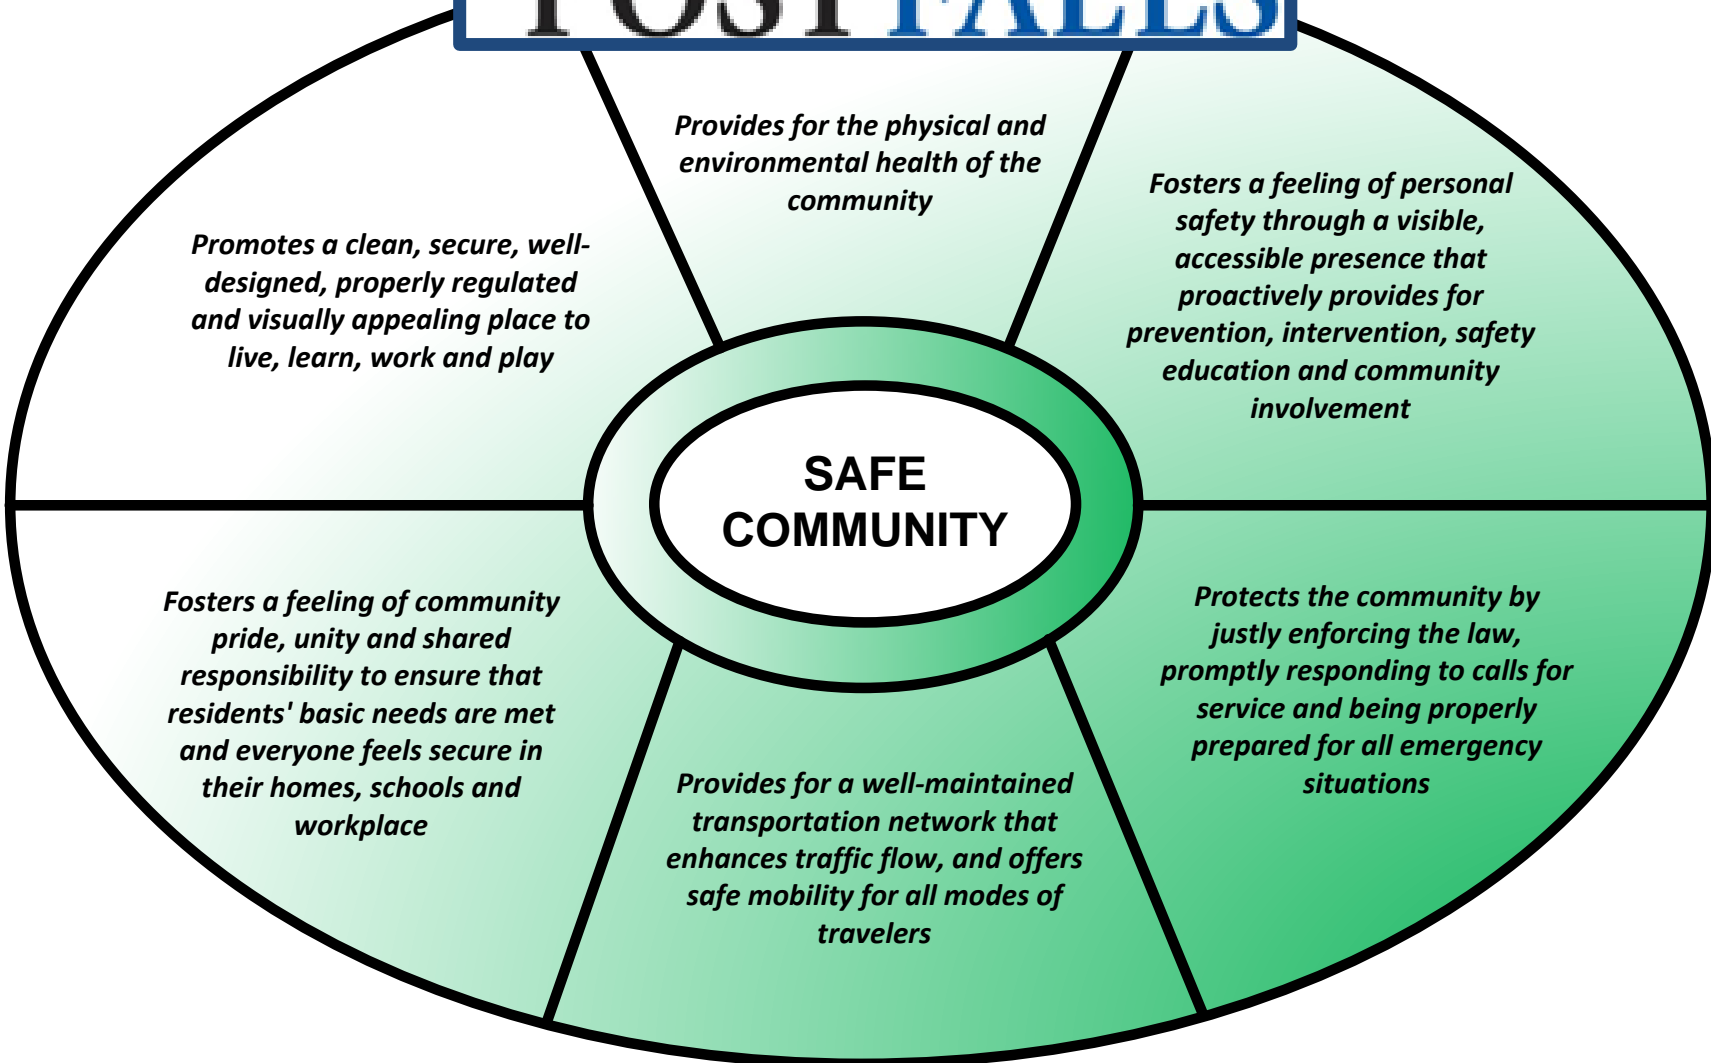 POST FALLS
Provides for the physical and
environmental health of the
community
Fosters a feeling of personal
safety through a visible,
accessible presence that
proactively provides for
prevention, intervention, safety
education and community
involvement
Promotes a clean, secure, well-
designed, properly regulated
and visually appealing place to
live, learn, work and play
SAFE
COMMUNITY
Fosters a feeling of community
pride, unity and shared
responsibility to ensure that
residents' basic needs are met
and everyone feels secure in
their homes, schools and
workplace
Protects the community by
justly enforcing the law,
promptly responding to calls for
service and being properly
prepared for all emergency
situations
Provides for a well-maintained
transportation network that
enhances traffic flow, and offers
safe mobility for all modes of
travelers